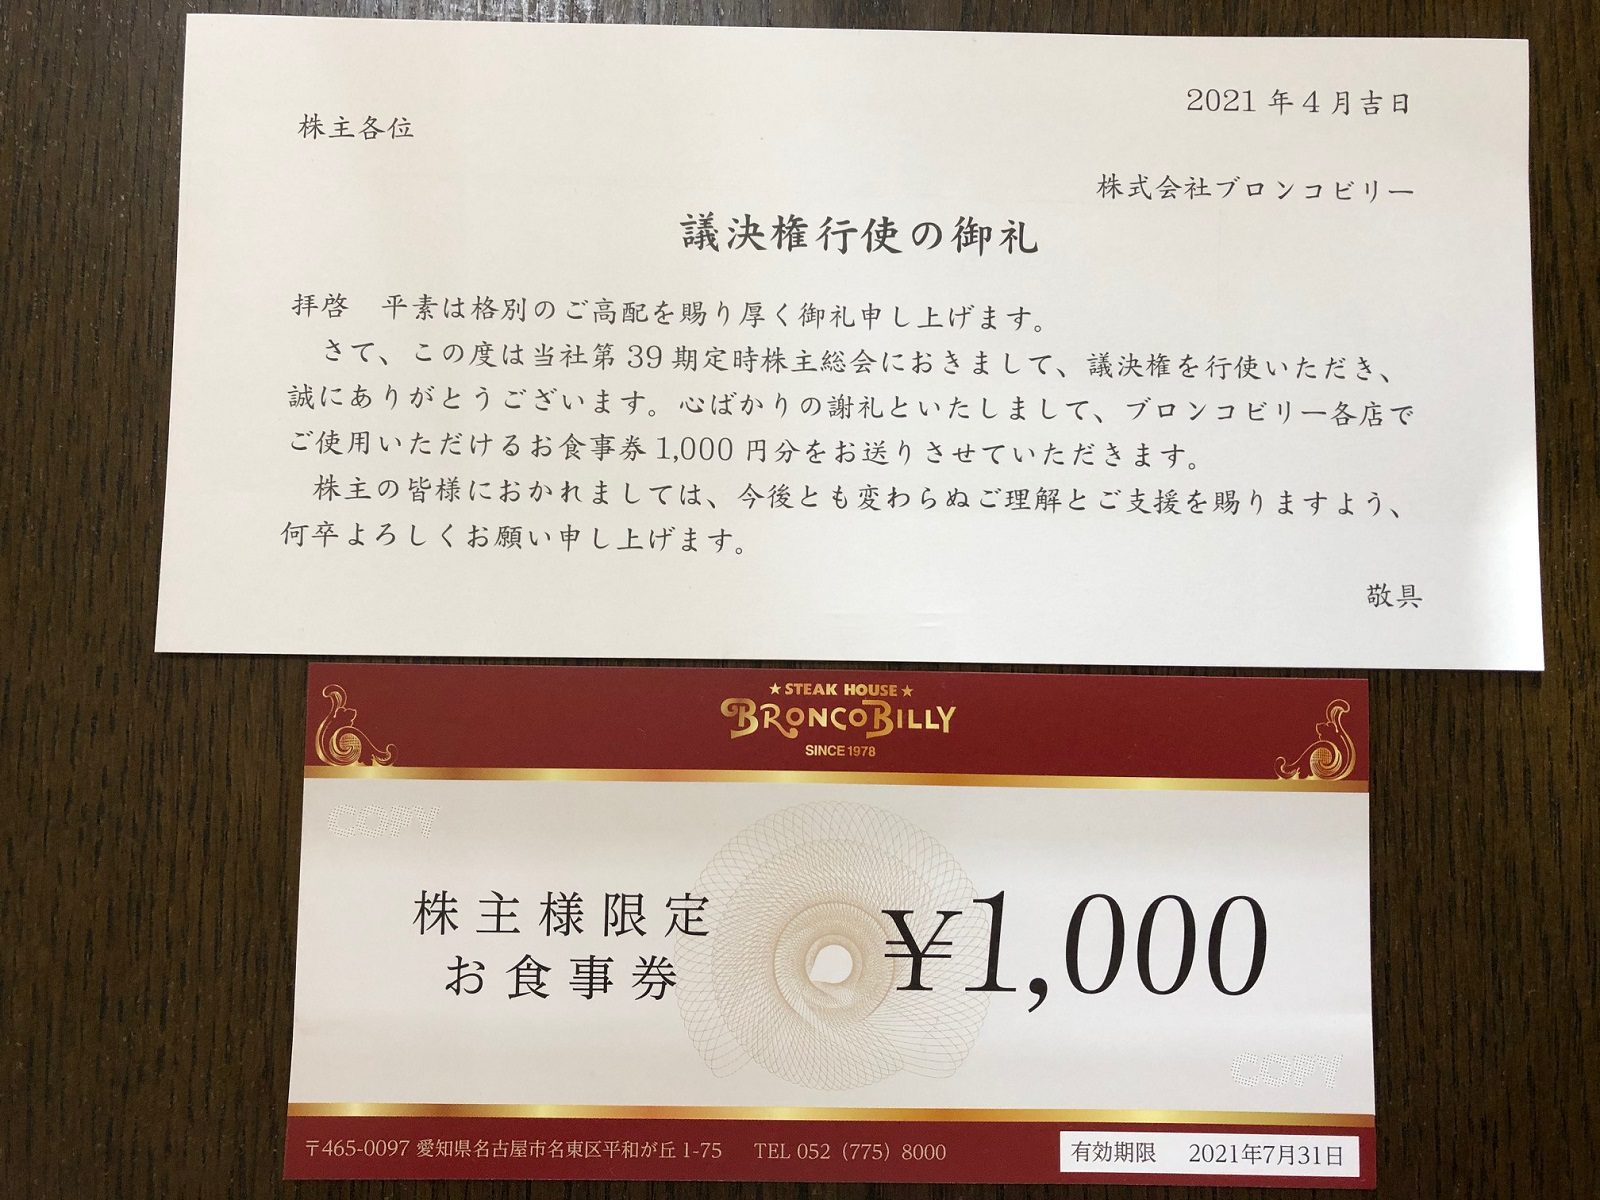 2021年4月吉日
株主各位
株式会社ブロンコビリー
議決権行使の御礼
拝啓　平素は格別のご高配を賜り厚く御礼申し上げます。
さて、この度は当社第39期定時株主総会におきまして、議決権を行使いただき、
誠にありがとうございます。心ばかりの謝礼といたしまして、ブロンコビリー各店で
ご使用いただけるお食事券1,000円分をお送りさせていただきます。
株主の皆様におかれましては、今後とも変わらぬご理解とご支援を賜りますよう、
何卒よろしくお願い申し上げます。
敬具
★STEAK HOUSE★
BRONCOBILLY
SINCE 1978
COPY
株主様限定
お食事券
¥1,000
COPY
〒465-0097 愛知県名古屋市名東区平和が丘1-75　TEL 052（775）8000
有効期限　2021年7月31日